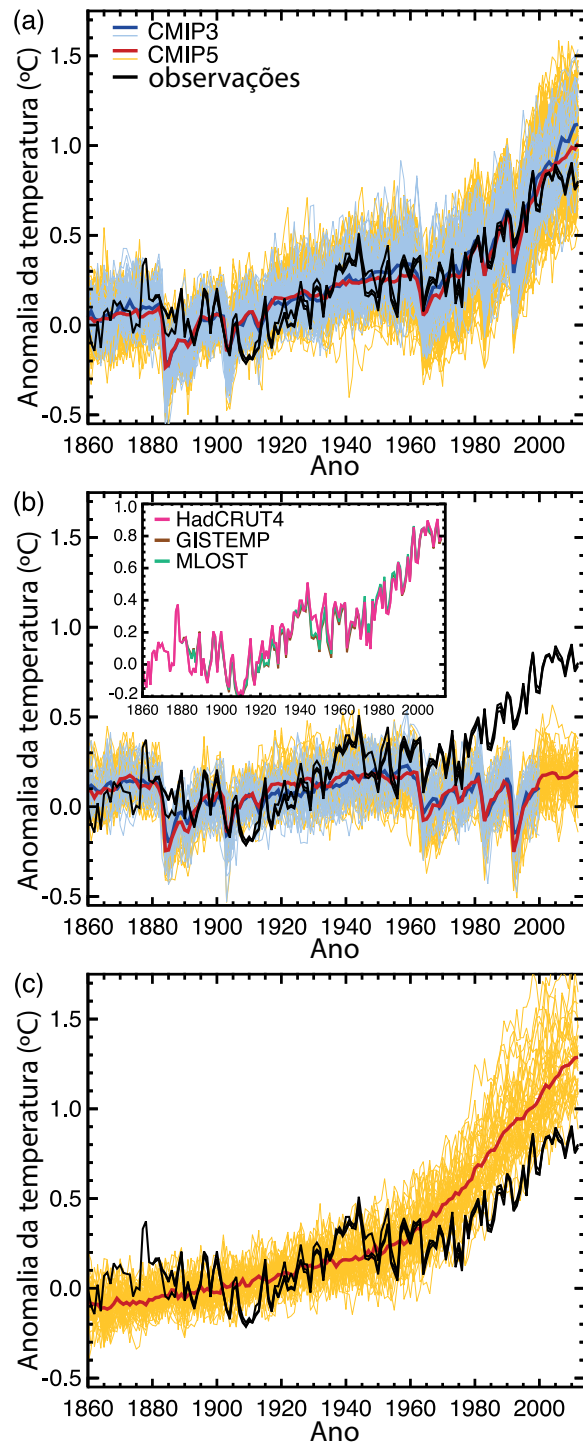 (a)
CMIP3
CMIP5
observações
Anomalia da temperatura (ºC)
1.5
1.0
0.5
0.0
-0.5
1860 1880 1900 1920 1940 1960 1980 2000
Ano
(b)
HadCRUT4
GISTEMP
MLOST
1.0
0.8
0.6
0.4
0.2
0.0
-0.2
1860 1880 1900 1920 1940 1960 1980 2000
Anomalia da temperatura (ºC)
1.5
1.0
0.5
0.0
-0.5
1860 1880 1900 1920 1940 1960 1980 2000
Ano
(c)
Anomalia da temperatura (ºC)
1.5
1.0
0.5
0.0
-0.5
1860 1880 1900 1920 1940 1960 1980 2000
Ano